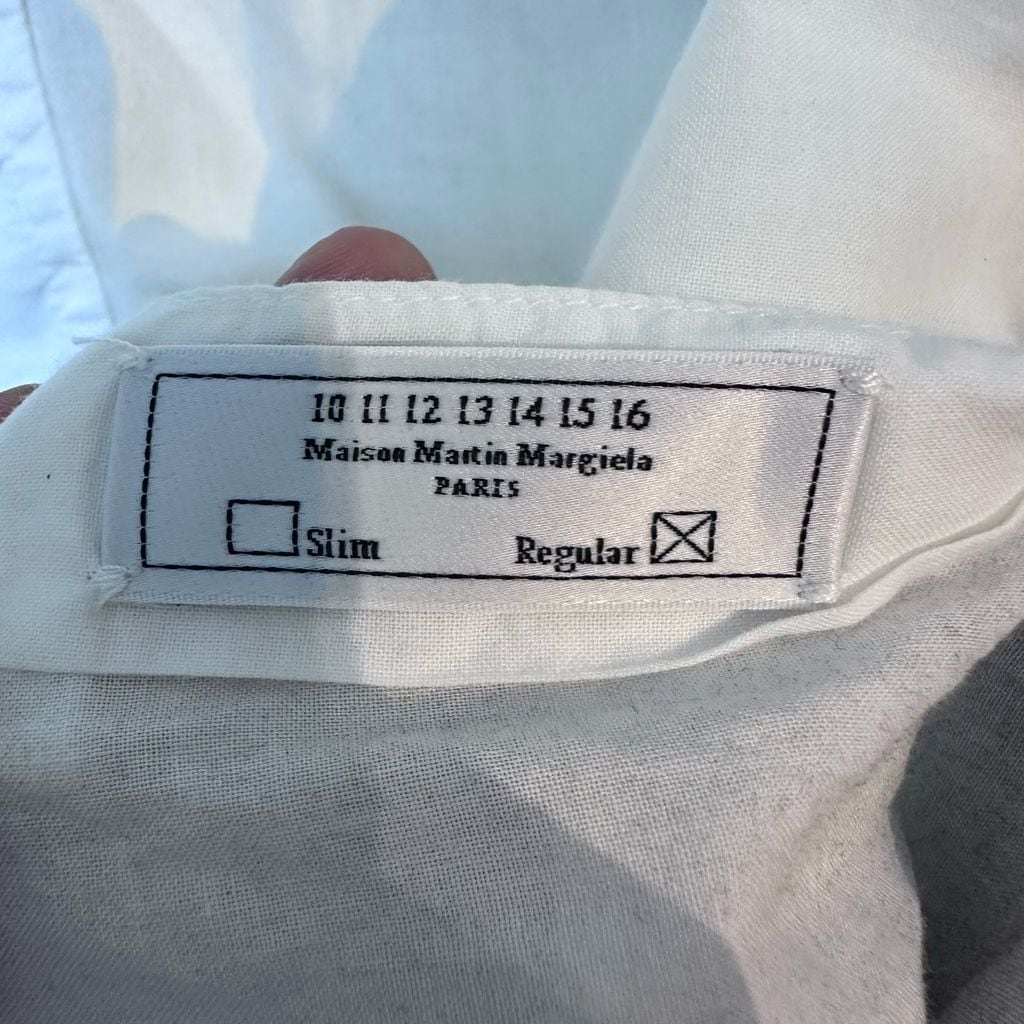 10 11 12 13 14 15 16
Maison Martin Margiela
PARIS
Slim Regular